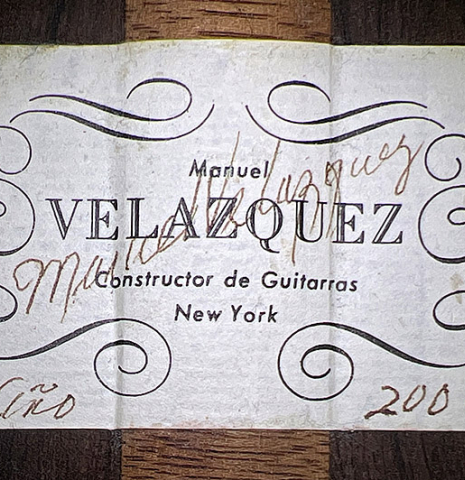 Manuel
VELAZQUEZ
Manuel Velazquez
Constructor de Guitarras
New York
200